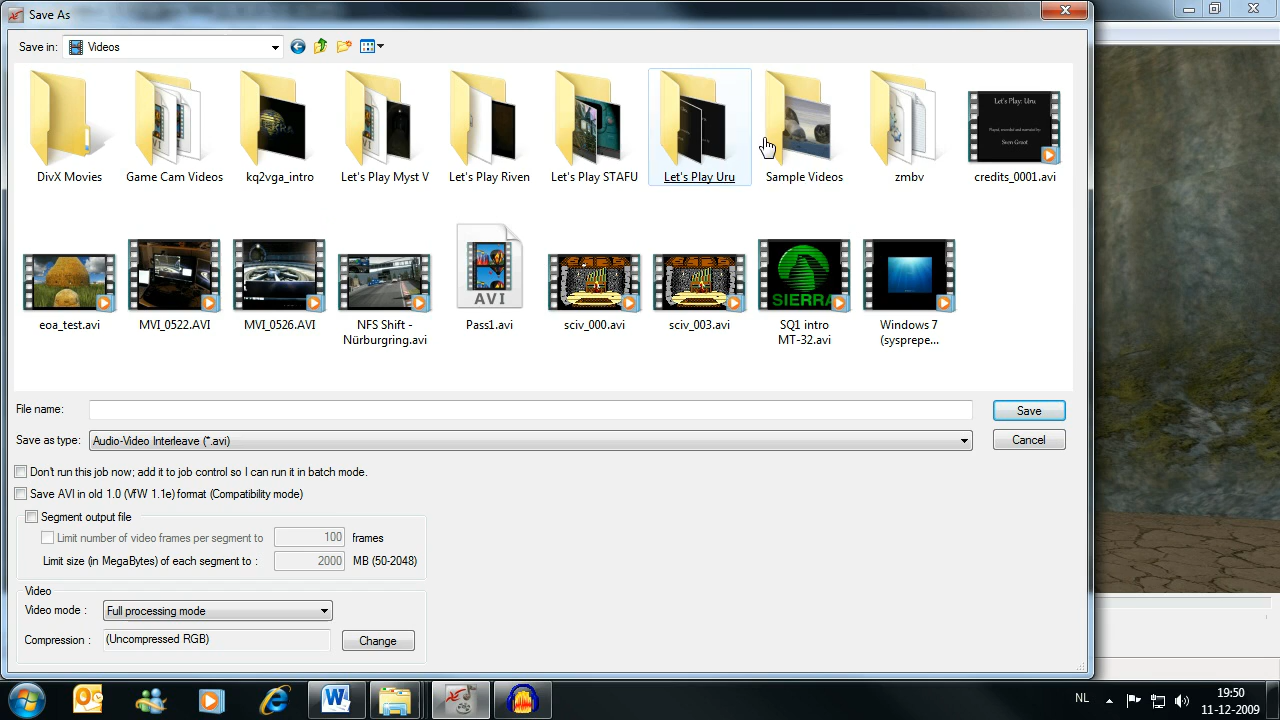 Save As
Save in:
Videos
DivX Movies
Game Cam Videos
kq2vga_intro
Let's Play Myst V
Let's Play Riven
Let's Play STAFU
Let's Play Uru
Sample Videos
zmbv
Let's Play: Uru
Sven Groot
credits_0001.avi
AVI
SIERRA
eoa_test.avi
MVI_0522.AVI
MVI_0526.AVI
NFS Shift -
Nürburgring.avi
Pass1.avi
sciv_000.avi
sciv_003.avi
SQ1 intro
MT-32.avi
Windows 7
(sysprepe...
File name:
Save
Save as type:
Audio-Video Interleave (*.avi)
Cancel
Don't run this job now; add it to job control so I can run it in batch mode.
Save AVI in old 1.0 (VfW 1.1e) format (Compatibility mode)
Segment output file
Limit number of video frames per segment to
100
frames
Limit size (in MegaBytes) of each segment to :
2000
MB (50-2048)
Video
Video mode :
Full processing mode
Compression :
(Uncompressed RGB)
Change
NL
19:50
11-12-2009